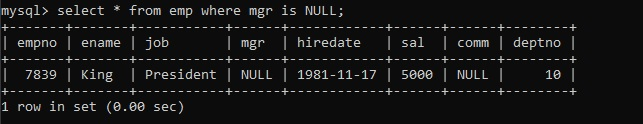 mysql> select * from emp where mgr is NULL;
+-------+-------+-----------+------+------------+------+------+--------+
| empno | ename | job       | mgr  | hiredate   | sal  | comm | deptno |
+-------+-------+-----------+------+------------+------+------+--------+
|  7839 | King  | President | NULL | 1981-11-17 | 5000 | NULL |     10 |
+-------+-------+-----------+------+------------+------+------+--------+
1 row in set (0.00 sec)